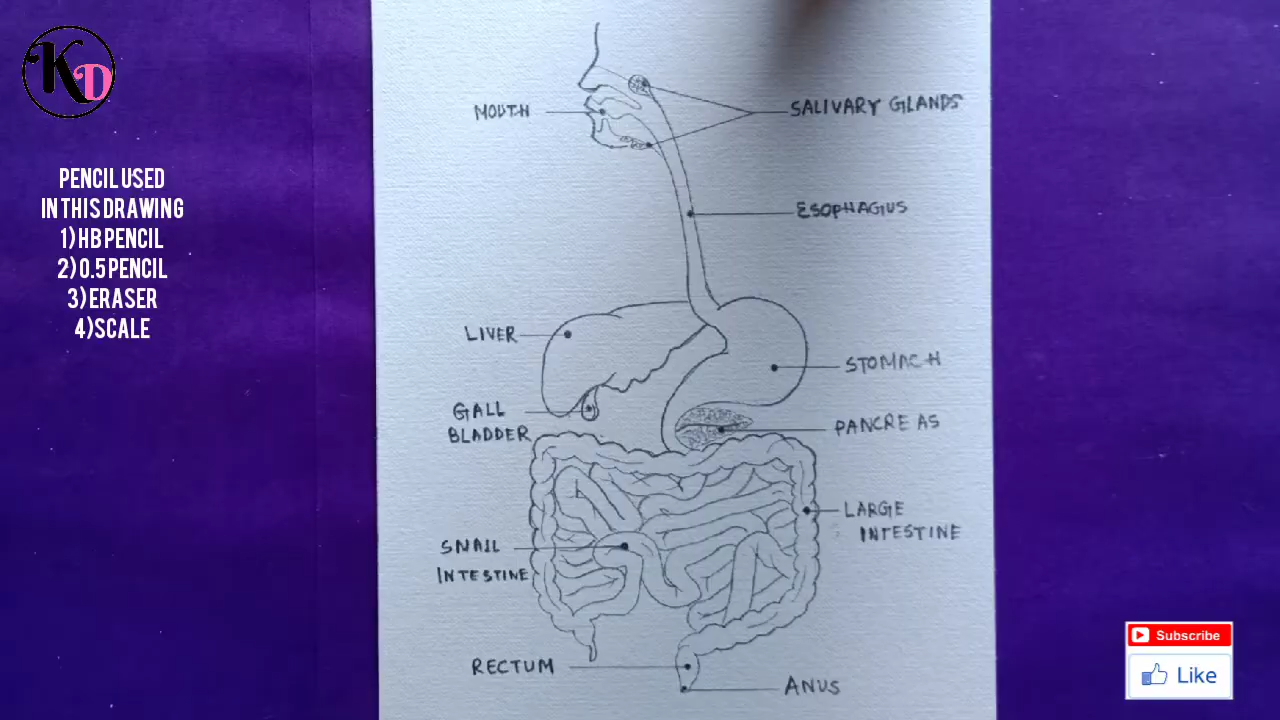 KD
PENCIL USED
IN THIS DRAWING
1) HB PENCIL
2) 0.5 PENCIL
3) ERASER
4)SCALE
MOUTH
SALIVARY GLANDS
ESOPHAGUS
LIVER
STOMACH
GALL
BLADDER
PANCREAS
LARGE
INTESTINE
SMALL
INTESTINE
RECTUM
ANUS
Subscribe
Like